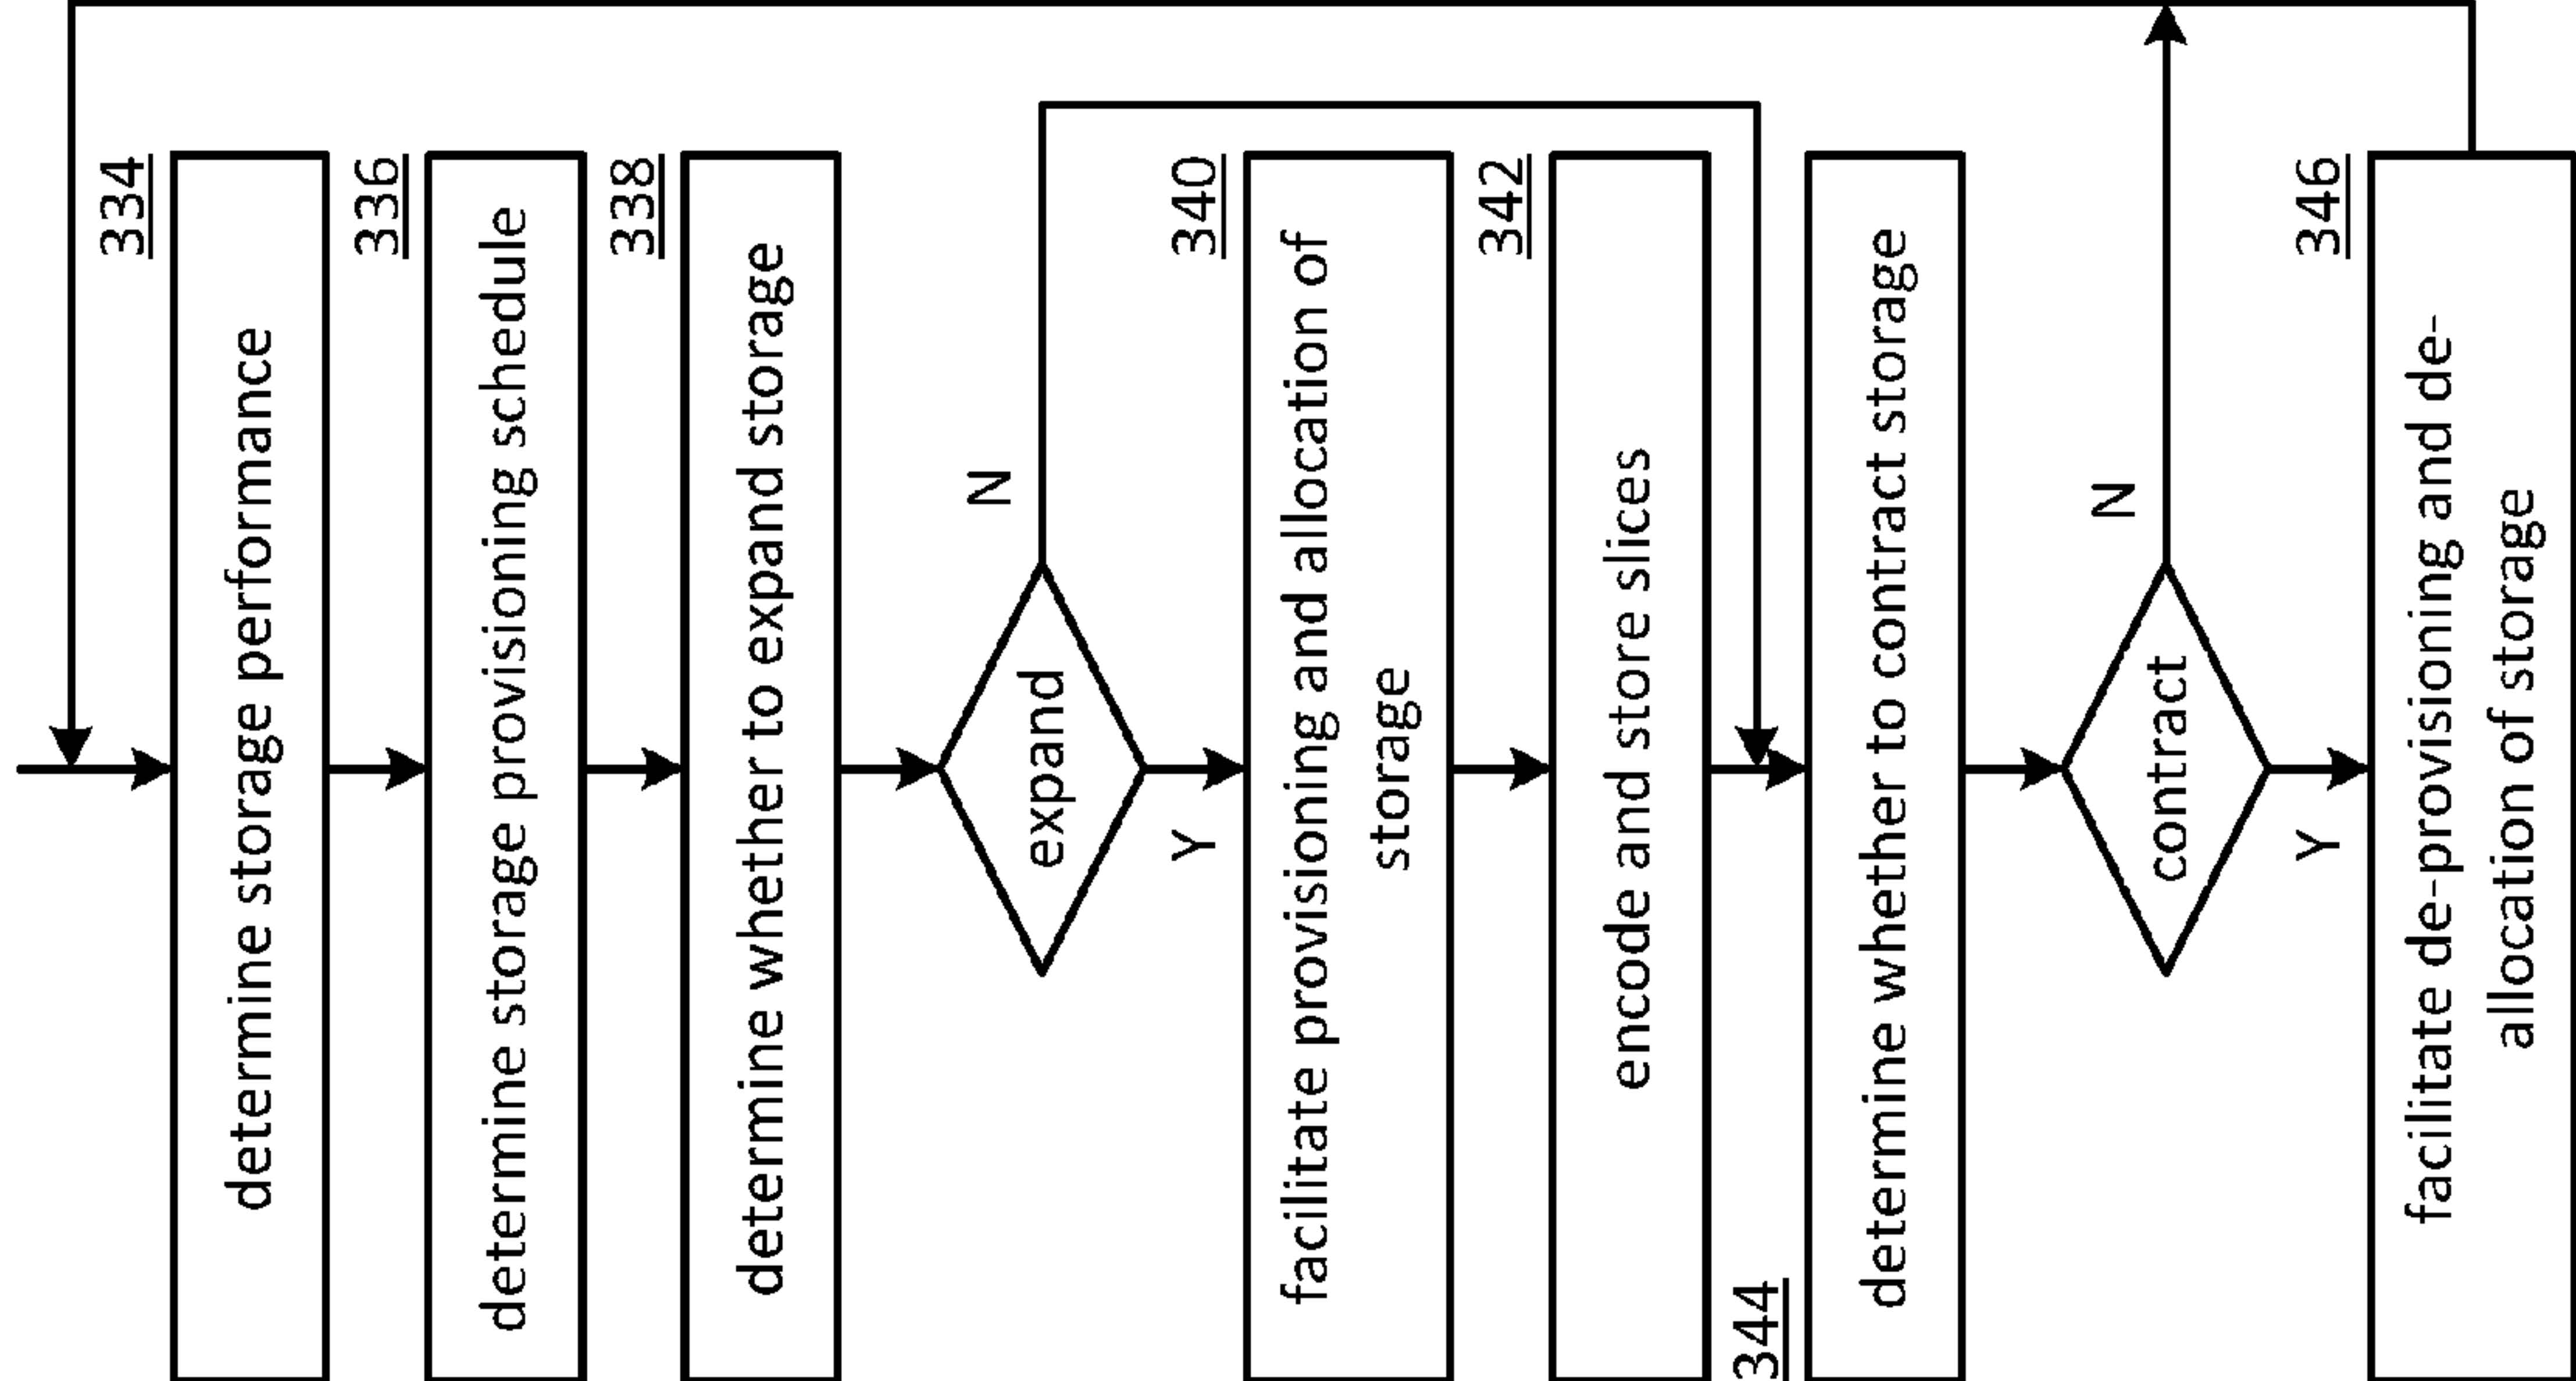 334
determine storage performance
336
determine storage provisioning schedule
338
determine whether to expand storage
expand
N
Y
340
facilitate provisioning and allocation of
storage
342
encode and store slices
344
determine whether to contract storage
contract
N
Y
346
facilitate de-provisioning and de-
allocation of storage